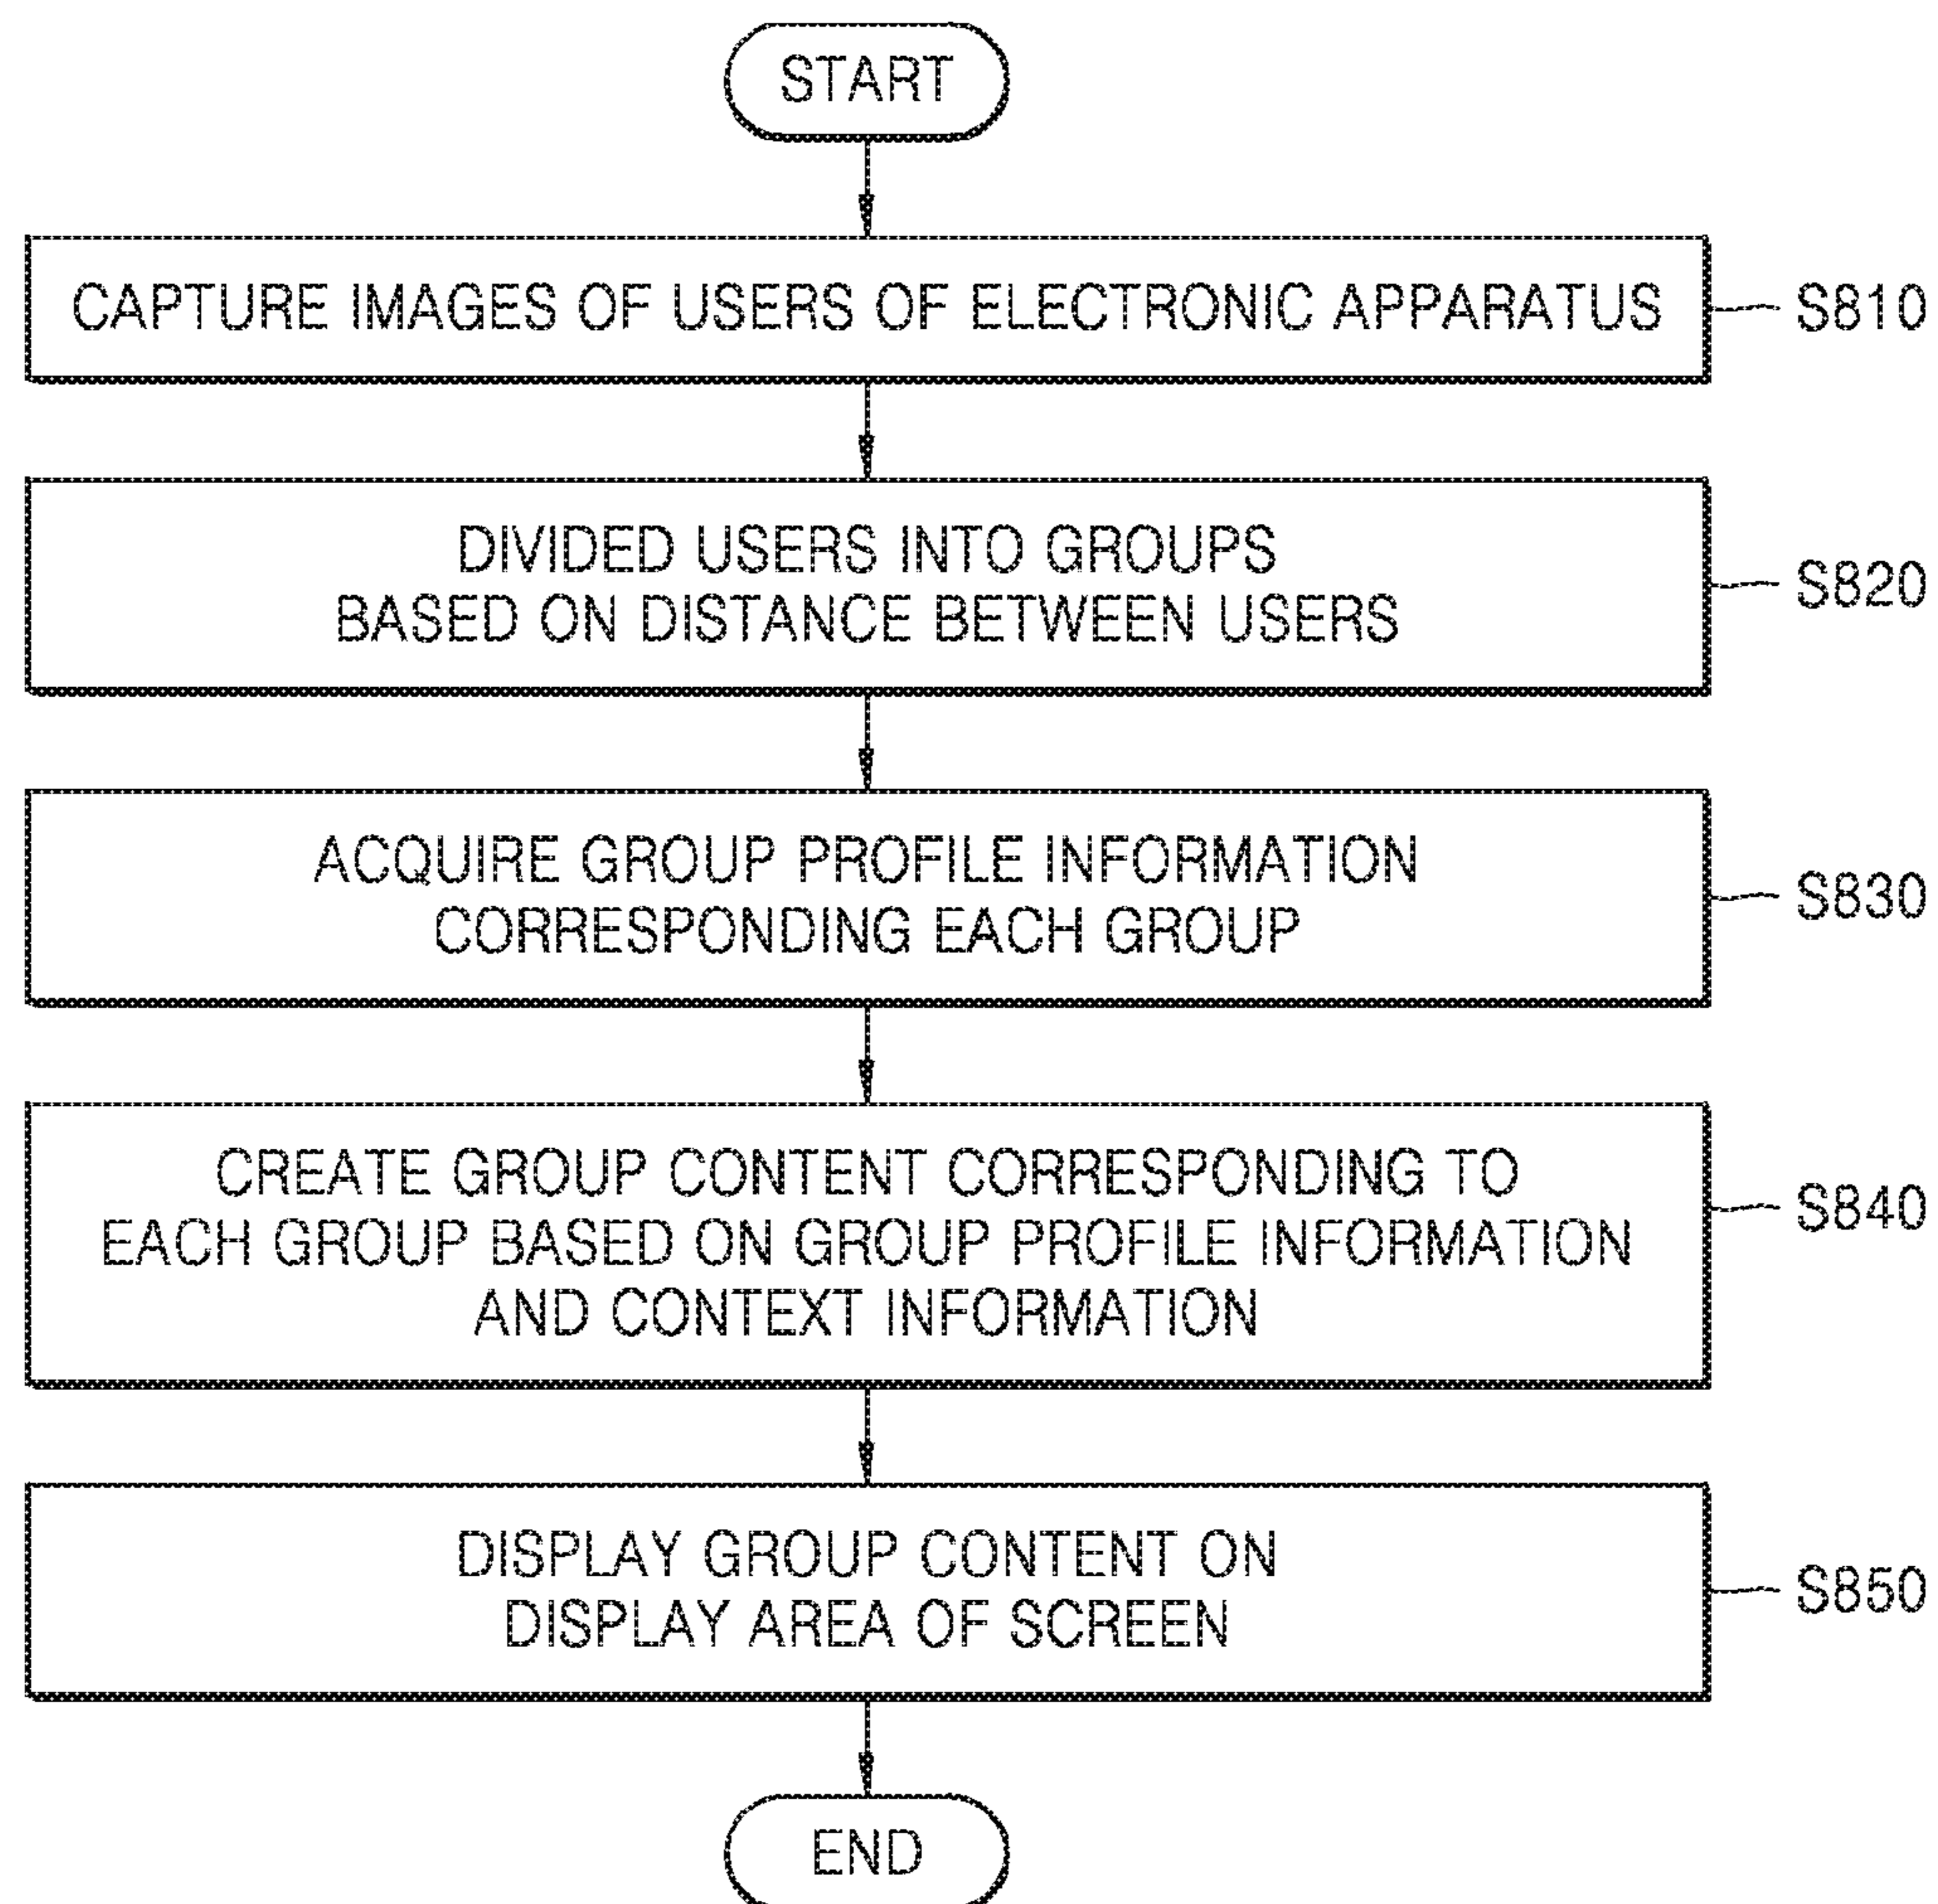 START
CAPTURE IMAGES OF USERS OF ELECTRONIC APPARATUS
S810
DIVIDED USERS INTO GROUPS
BASED ON DISTANCE BETWEEN USERS
S820
ACQUIRE GROUP PROFILE INFORMATION
CORRESPONDING EACH GROUP
S830
CREATE GROUP CONTENT CORRESPONDING TO
EACH GROUP BASED ON GROUP PROFILE INFORMATION
AND CONTEXT INFORMATION
S840
DISPLAY GROUP CONTENT ON
DISPLAY AREA OF SCREEN
S850
END